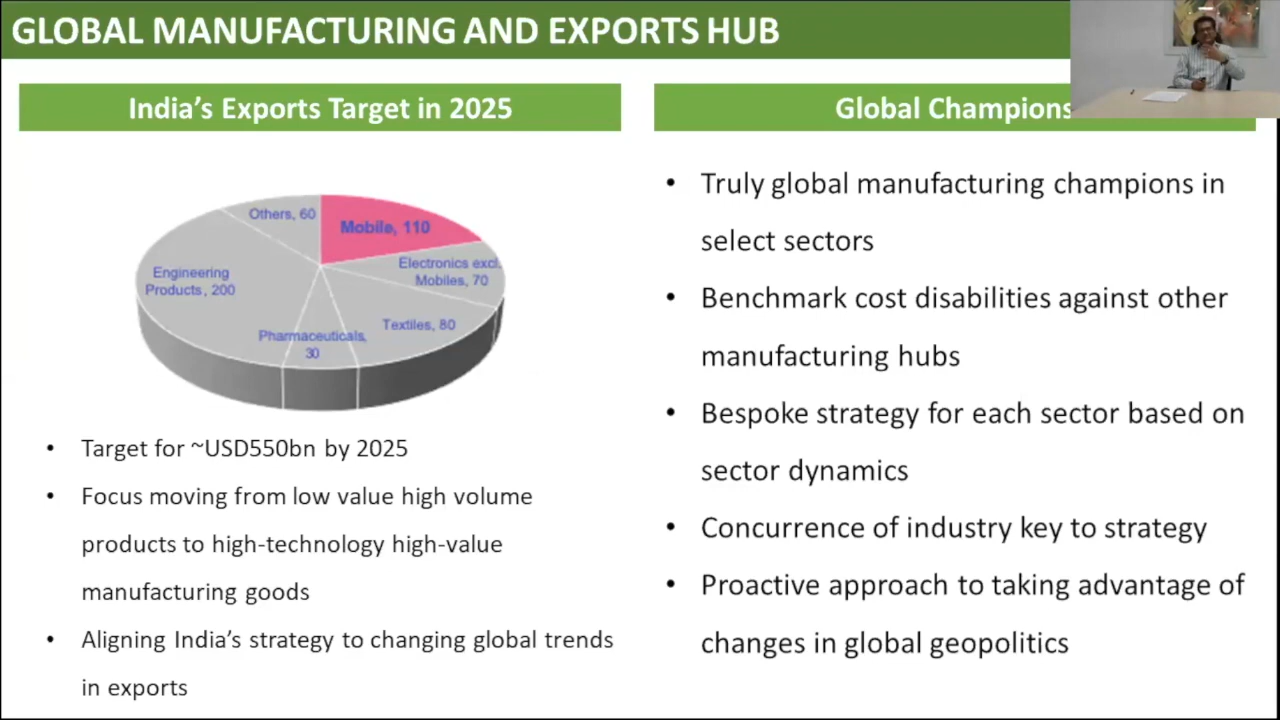 GLOBAL MANUFACTURING AND EXPORTS HUB
India’s Exports Target in 2025
Others, 60
Mobile, 110
Electronics excl.
Mobiles, 70
Engineering
Products, 200
Textiles, 80
Pharmaceuticals,
30
• Target for ~USD550bn by 2025
• Focus moving from low value high volume
products to high-technology high-value
manufacturing goods
• Aligning India’s strategy to changing global trends
in exports
Global Champions
• Truly global manufacturing champions in
select sectors
• Benchmark cost disabilities against other
manufacturing hubs
• Bespoke strategy for each sector based on
sector dynamics
• Concurrence of industry key to strategy
• Proactive approach to taking advantage of
changes in global geopolitics